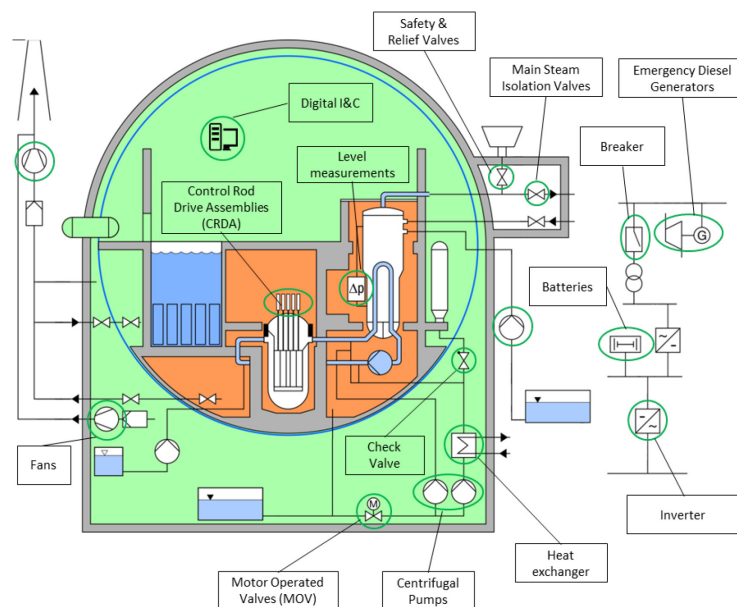 Safety &
Relief Valves
Main Steam
Isolation Valves
Emergency Diesel
Generators
Digital I&C
Breaker
Level
measurements
Control Rod
Drive Assemblies
(CRDA)
G
Δp
Batteries
Fans
Check
Valve
M
Inverter
Motor Operated
Valves (MOV)
Centrifugal
Pumps
Heat
exchanger